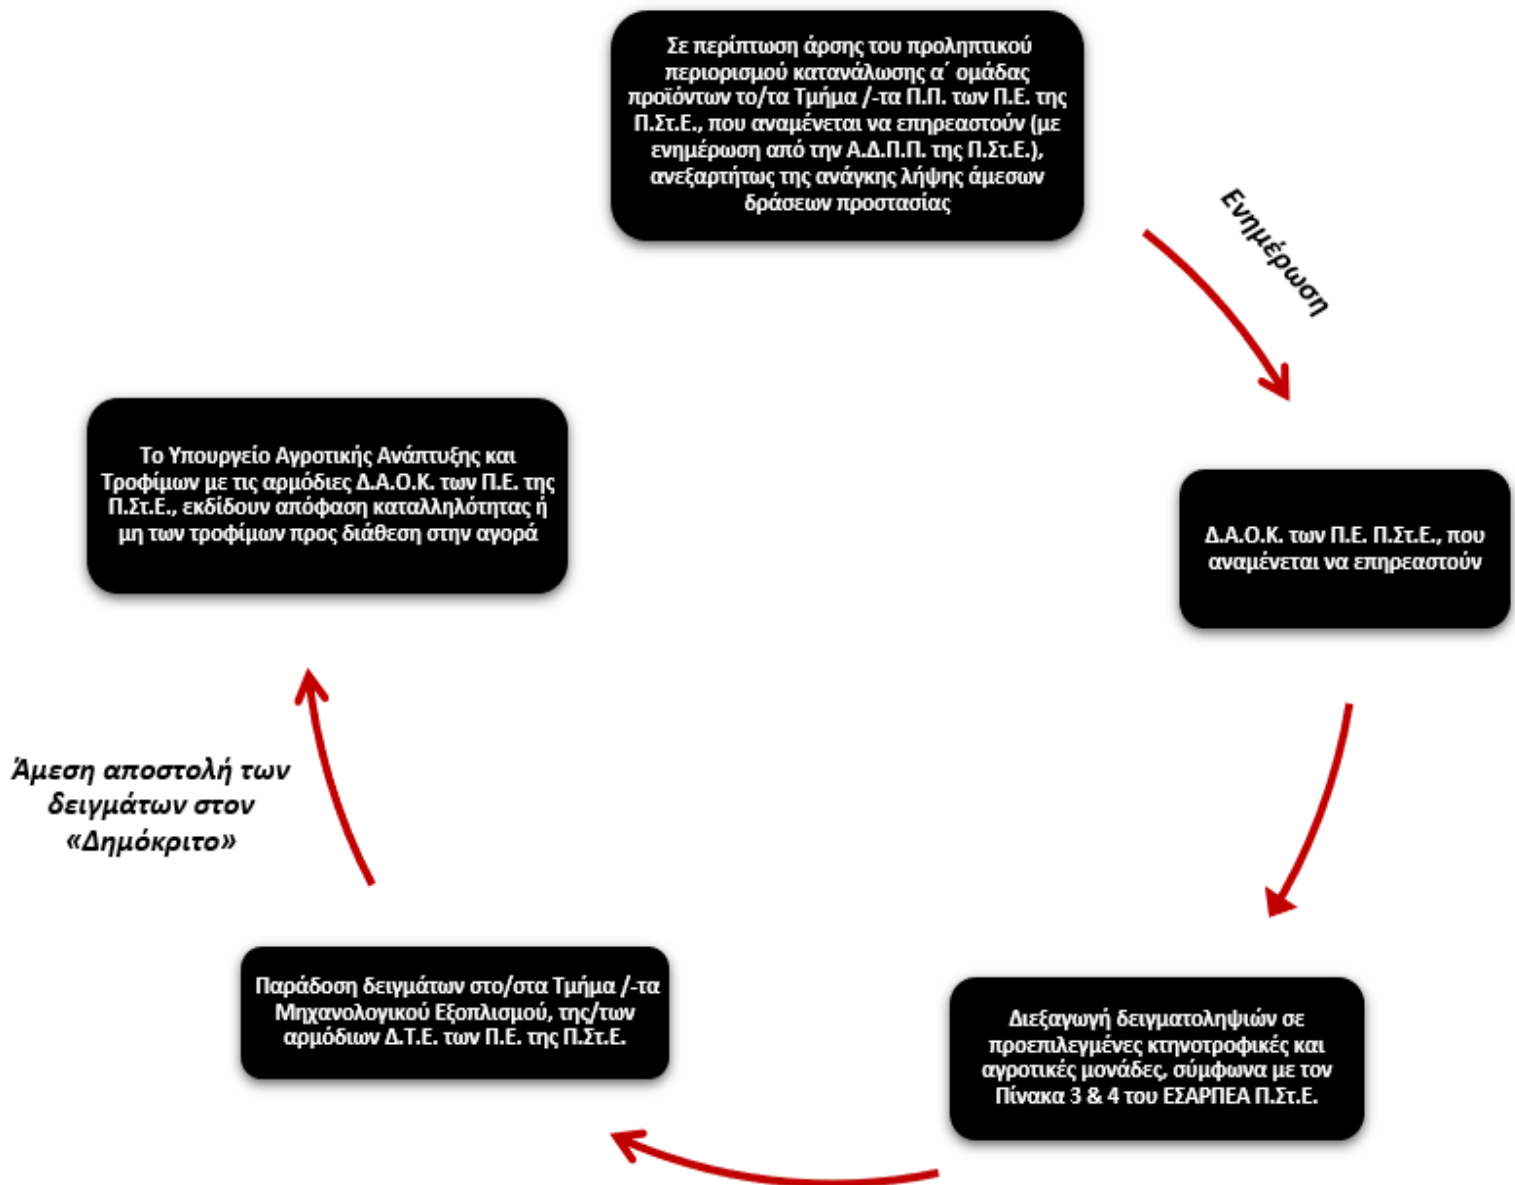 Σε περίπτωση άρσης του προληπτικού
περιορισμού κατανάλωσης α΄ ομάδας
προϊόντων το/τα Τμήμα /-τα Π.Π. των Π.Ε. της
Π.Στ.Ε., που αναμένεται να επηρεαστούν (με
ενημέρωση από την Α.Δ.Π.Π. της Π.Στ.Ε.),
ανεξαρτήτως της ανάγκης λήψης άμεσων
δράσεων προστασίας
Ενημέρωση
Δ.Α.Ο.Κ. των Π.Ε. Π.Στ.Ε., που
αναμένεται να επηρεαστούν
Διεξαγωγή δειγματοληψιών σε
προεπιλεγμένες κτηνοτροφικές και
αγροτικές μονάδες, σύμφωνα με τον
Πίνακα 3 & 4 του ΕΣΑΡΠΕΑ Π.Στ.Ε.
Παράδοση δειγμάτων στο/στα Τμήμα /-τα
Μηχανολογικού Εξοπλισμού, της/των
αρμόδιων Δ.Τ.Ε. των Π.Ε. της Π.Στ.Ε.
Άμεση αποστολή των
δειγμάτων στον
«Δημόκριτο»
Το Υπουργείο Αγροτικής Ανάπτυξης και
Τροφίμων με τις αρμόδιες Δ.Α.Ο.Κ. των Π.Ε. της
Π.Στ.Ε., εκδίδουν απόφαση καταλληλότητας ή
μη των τροφίμων προς διάθεση στην αγορά